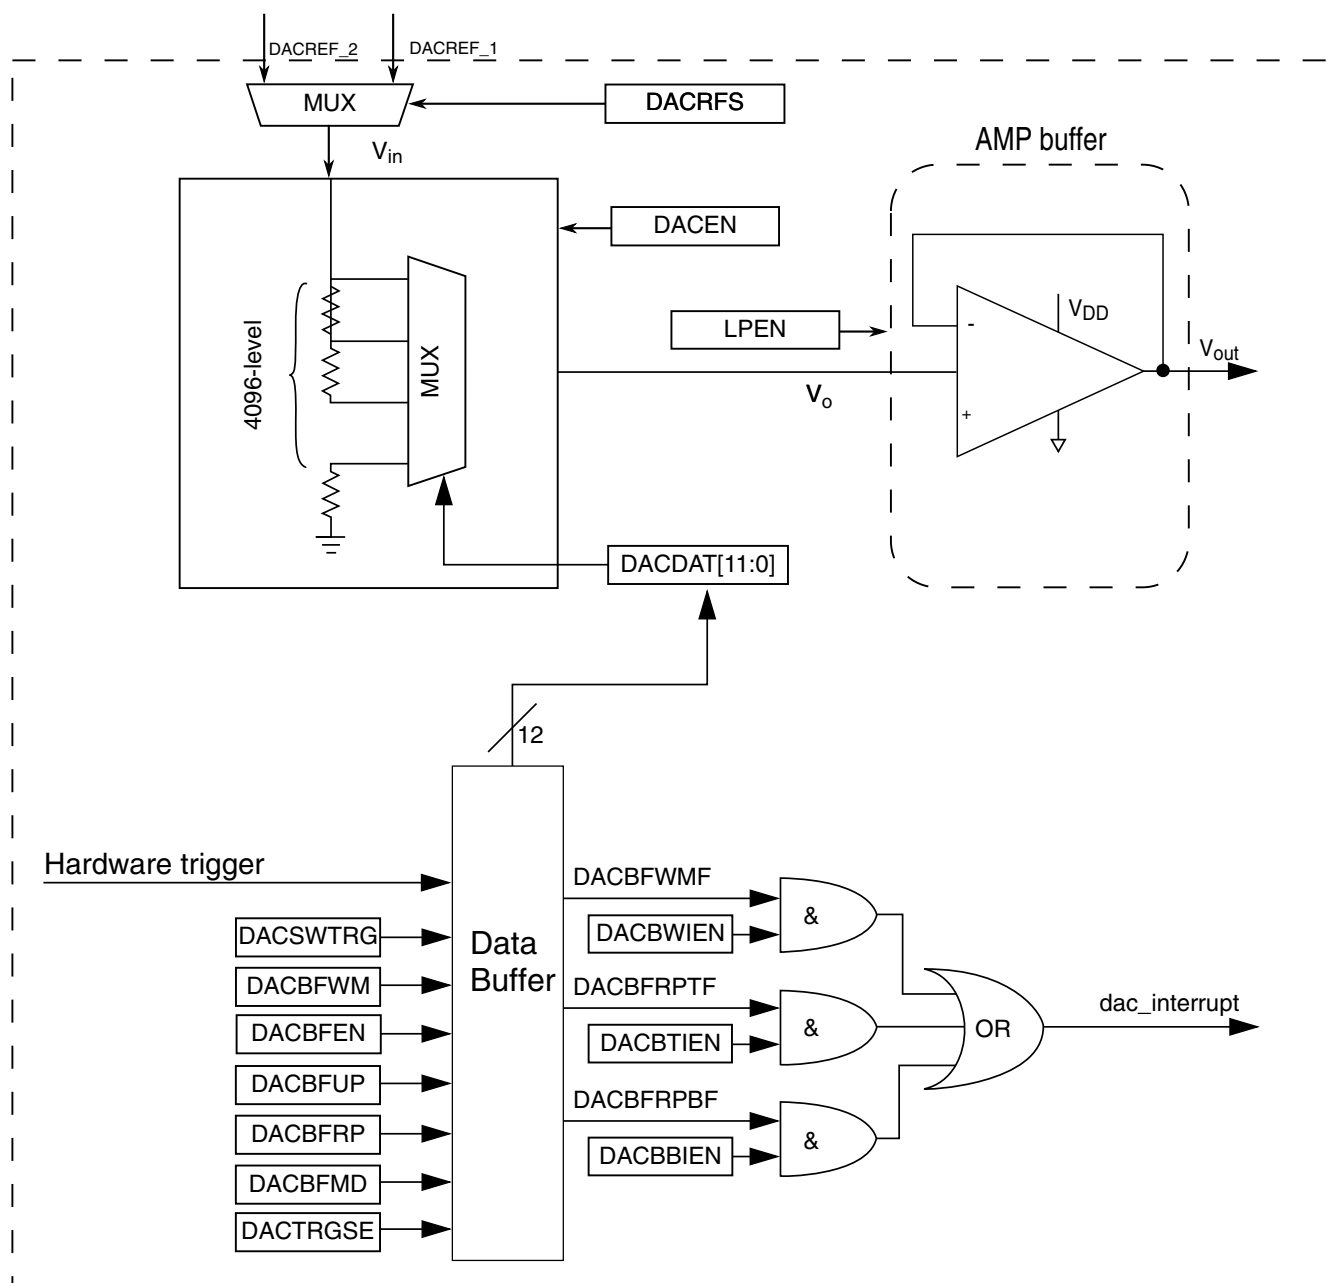 DACREF_2 DACREF_1
MUX
DACRFS
Vin
AMP buffer
DACEN
4096-level
MUX
LPEN
-
VDD
Vout
Vo
+
DACDAT[11:0]
12
Hardware trigger
DACSWTRG
DACBFWM
DACBFEN
DACBFUP
DACBFRP
DACBFMD
DACTRGSE
Data
Buffer
DACBFWMF
DACBWIEN
&
DACBFRPTF
DACBTIEN
&
DACBFRPBF
DACBBIEN
&
OR
dac_interrupt